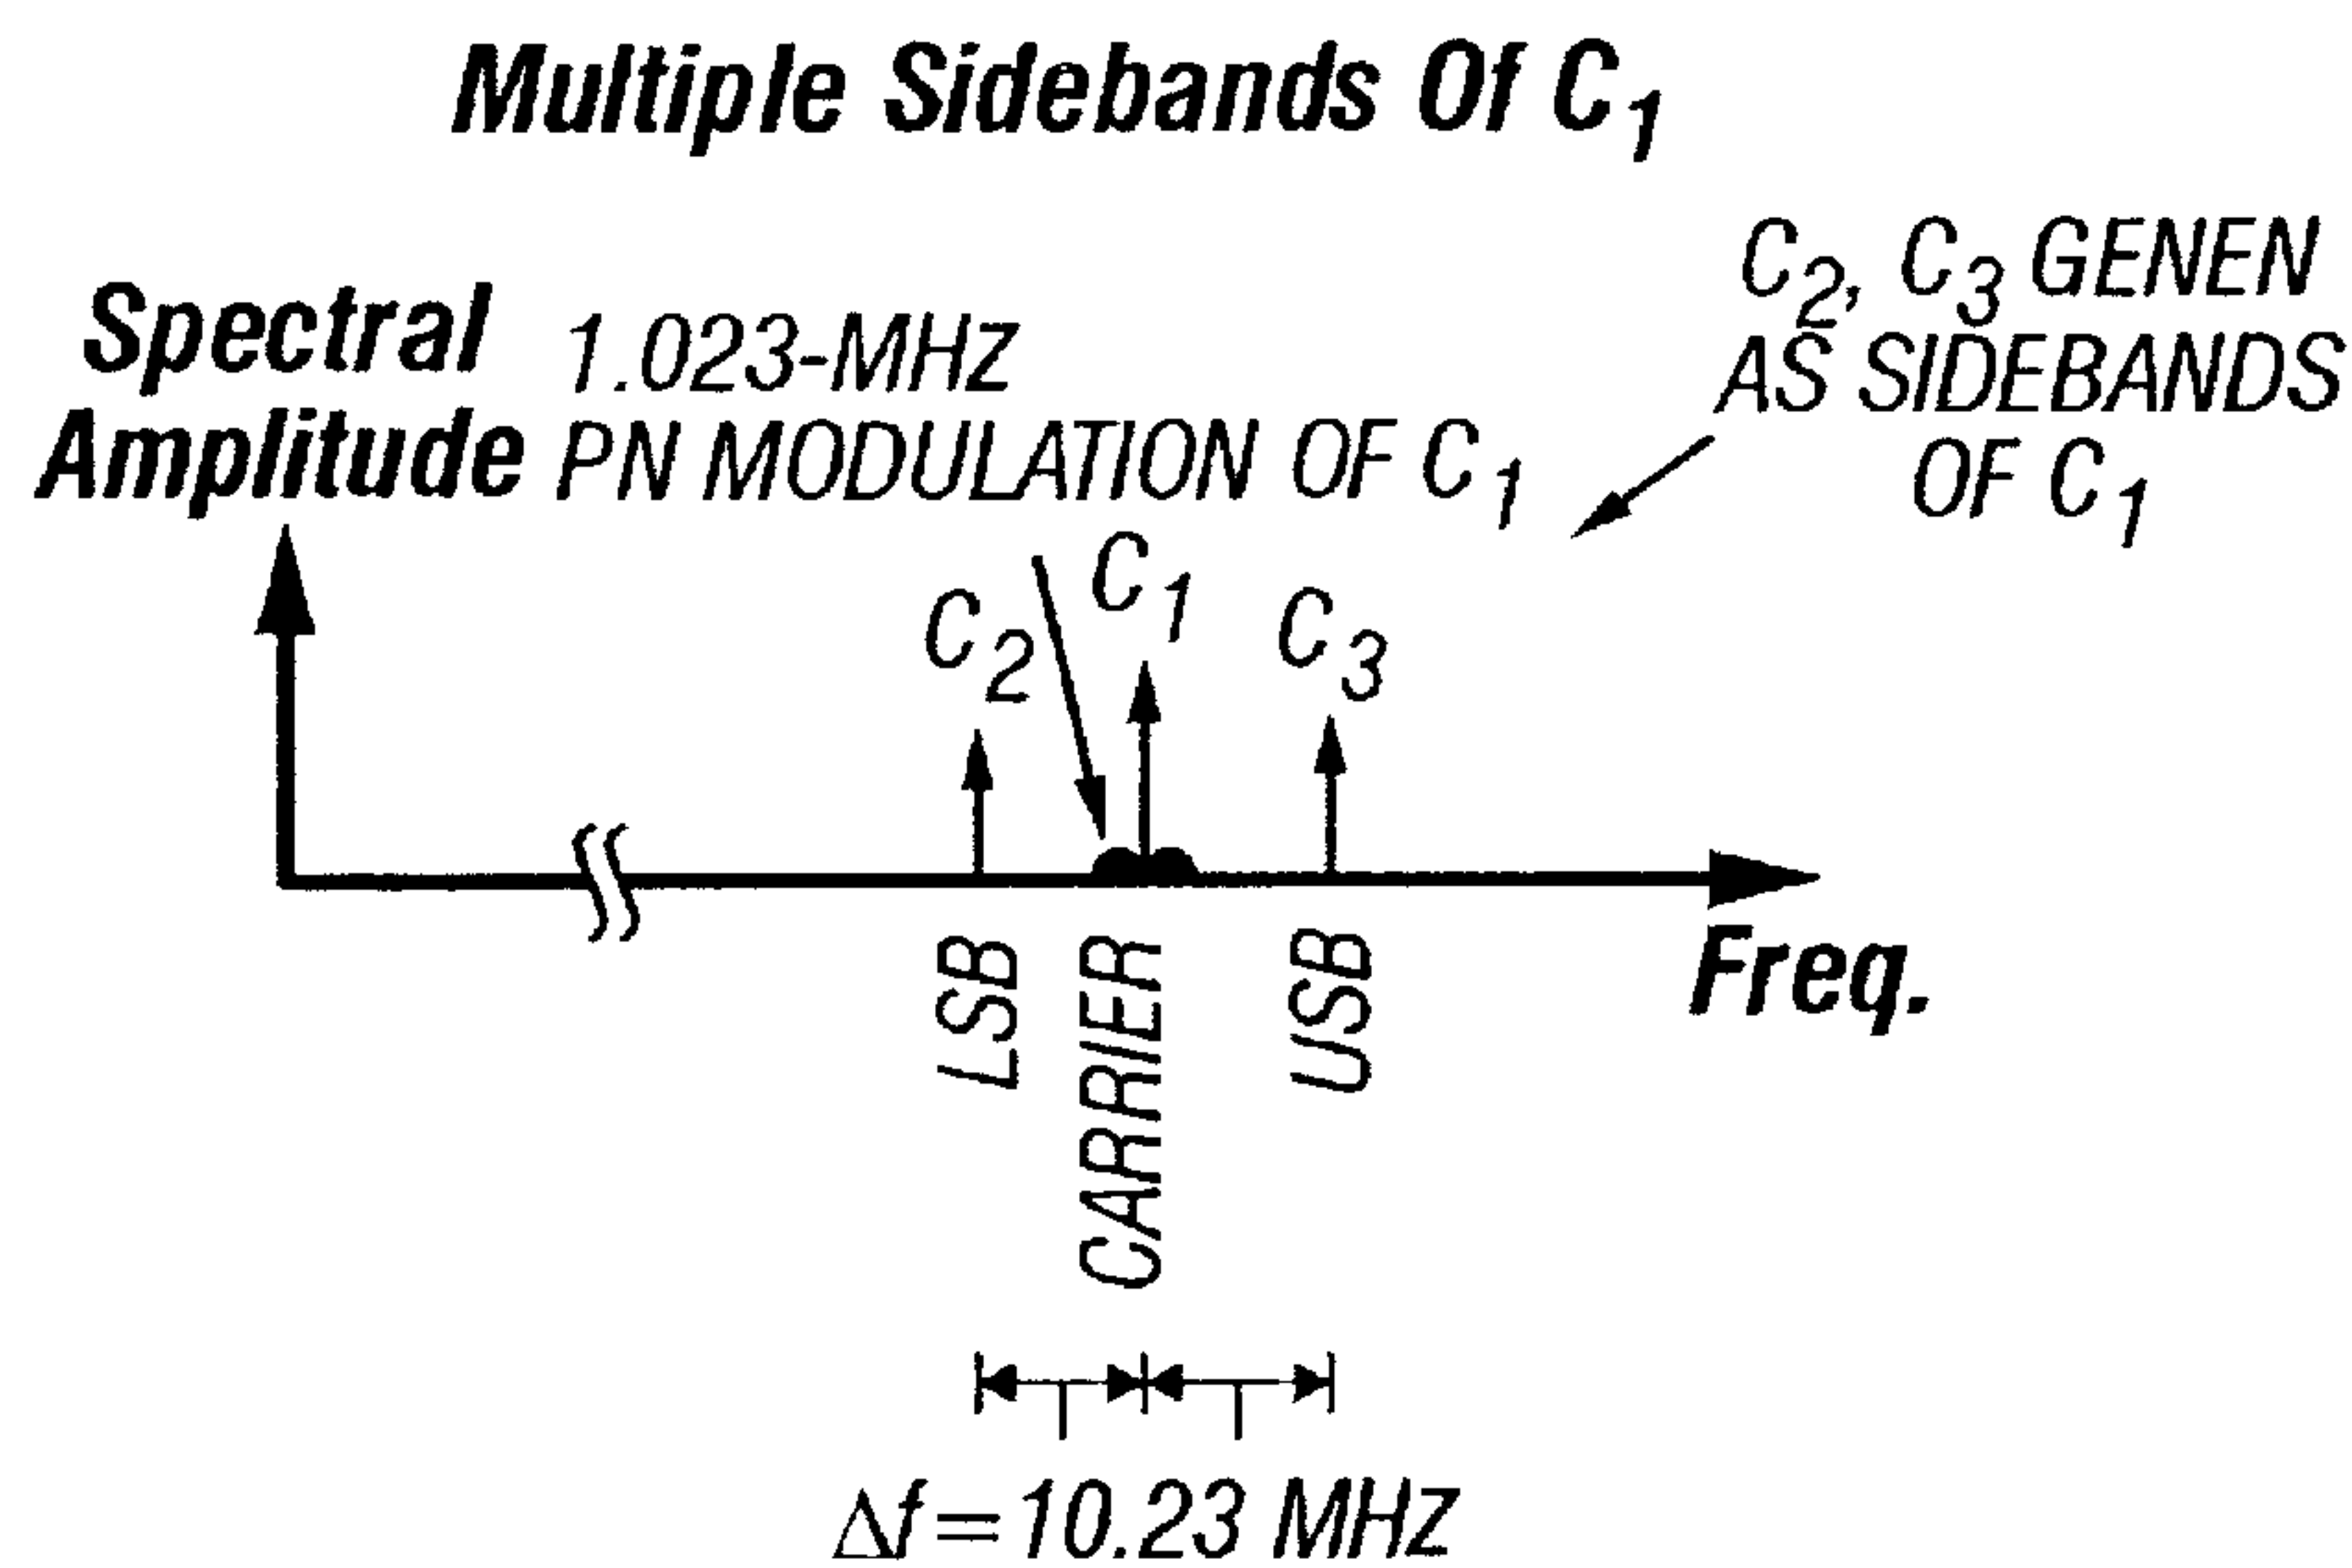 Multiple Sidebands Of C1
Spectral
Amplitude
1.023-MHz
PN MODULATION OF C1
C2, C3 GENEN
AS SIDEBANDS
OF C1
C2
C1
C3
Freq.
LSB
CARRIER
USB
Δf=10.23 MHz